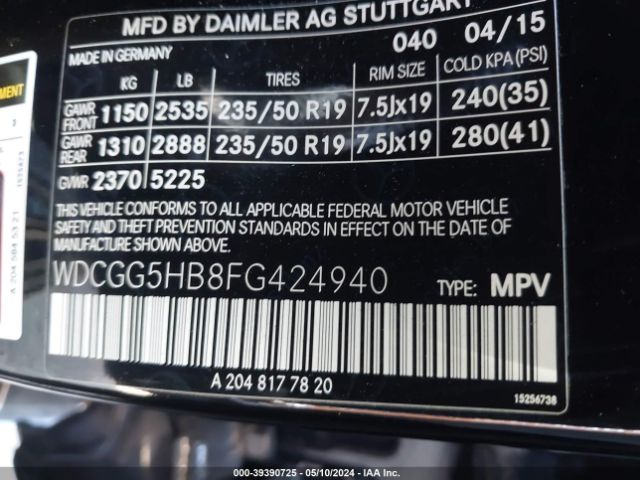 MFD BY DAIMLER AG STUTTGART
MADE IN GERMANY 040 04/15
KG LB TIRES RIM SIZE COLD KPA (PSI)
GAWR FRONT 1150 2535 235/50 R19 7.5Jx19 240(35)
GAWR REAR 1310 2888 235/50 R19 7.5Jx19 280(41)
GVWR 2370 5225
THIS VEHICLE CONFORMS TO ALL APPLICABLE FEDERAL MOTOR VEHICLE
SAFETY AND THEFT PREVENTION STANDARDS IN EFFECT ON THE DATE
OF MANUFACTURE SHOWN ABOVE.
WDCGG5HB8FG424940 TYPE: MPV
A 204 817 78 20
15256738
A 204 584 53 21
000-39390725 — 05/10/2024 — IAA Inc.